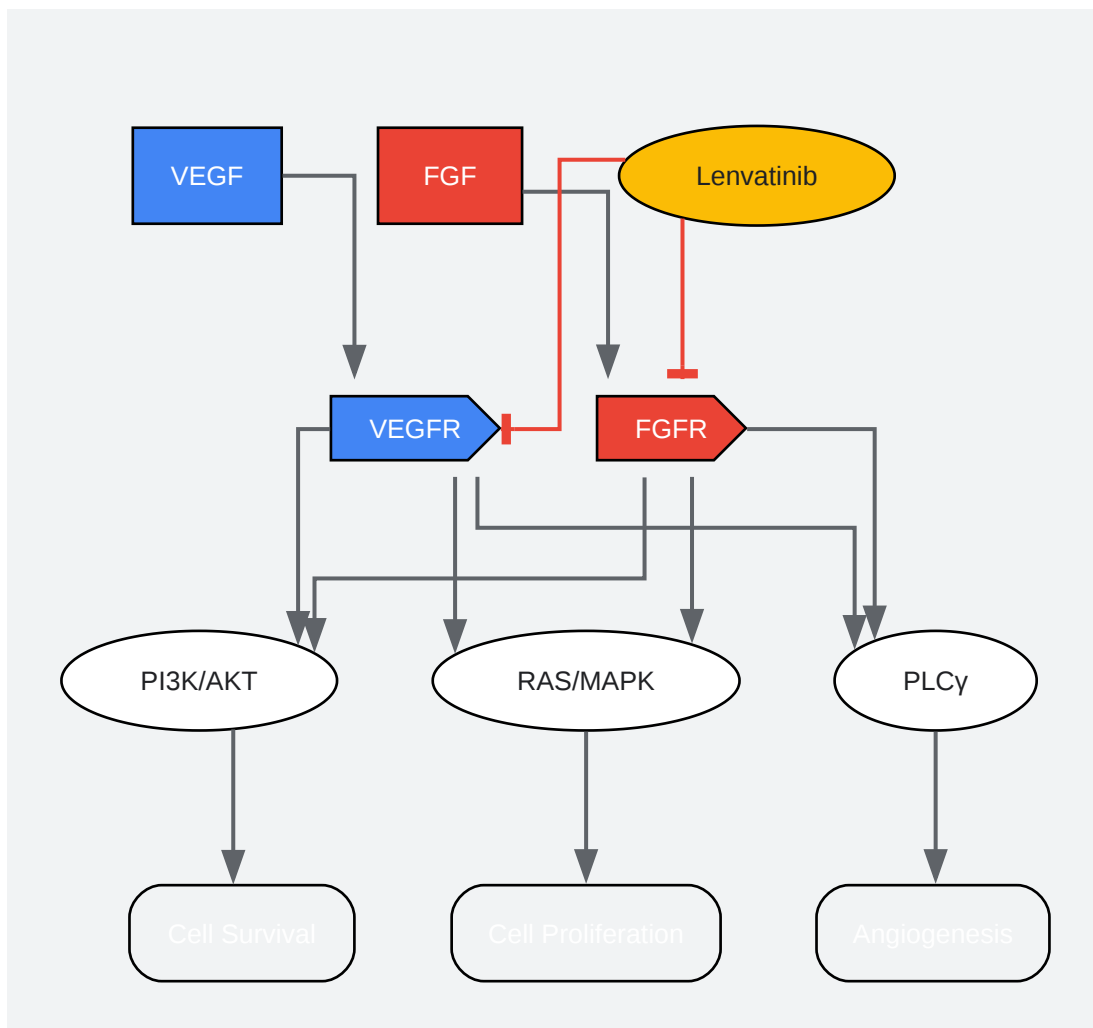 VEGF
FGF
Lenvatinib
VEGFR
FGFR
PI3K/AKT
RAS/MAPK
PLCγ
Cell Survival
Cell Proliferation
Angiogenesis